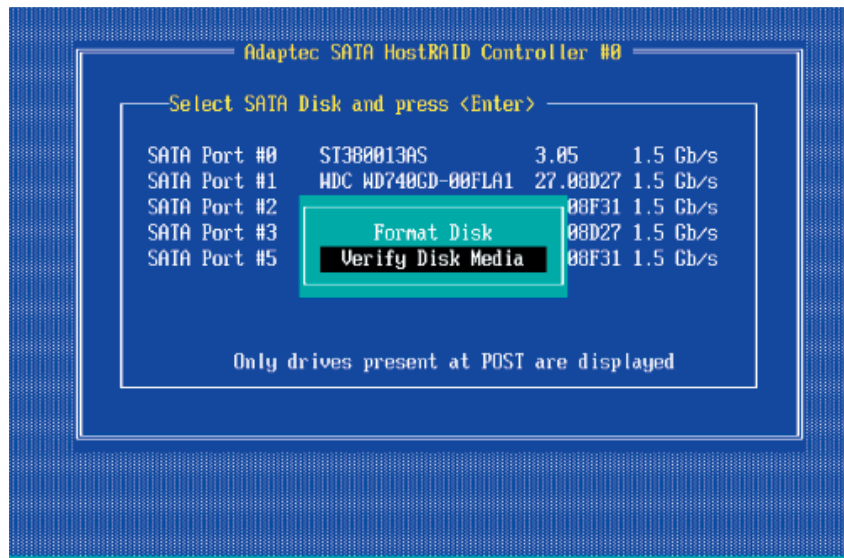 Adaptec SATA HostRAID Controller #0
Select SATA Disk and press <Enter>
SATA Port #0 ST380013AS 3.05 1.5 Gb/s
SATA Port #1 WDC WD740GD-00FLA1 27.08D27 1.5 Gb/s
SATA Port #2 08F31 1.5 Gb/s
SATA Port #3 08D27 1.5 Gb/s
SATA Port #5 08F31 1.5 Gb/s
Format Disk
Verify Disk Media
Only drives present at POST are displayed